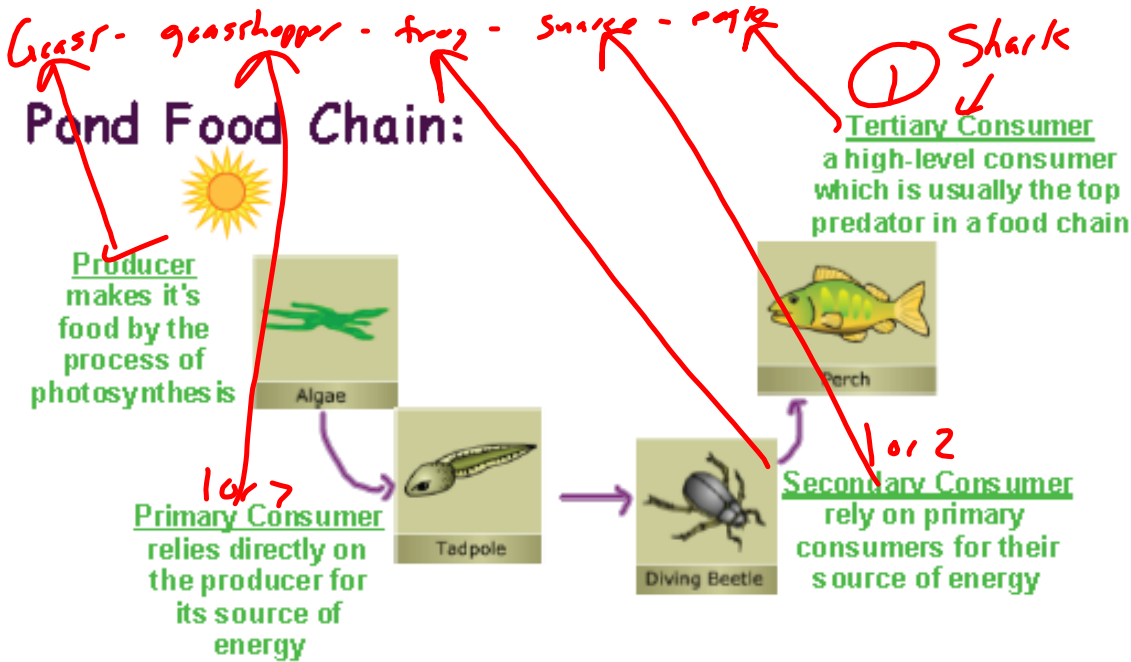 Grass - grasshopper - frog - snake - eagle
1 Shark
Pond Food Chain:
Tertiary Consumer
a high-level consumer
which is usually the top
predator in a food chain
Producer
makes it's
food by the
process of
photosynthesis
Algae
Perch
1 or 2
Primary Consumer
relies directly on
the producer for
its source of
energy
Tadpole
Diving Beetle
1 or 2
Secondary Consumer
rely on primary
consumers for their
source of energy